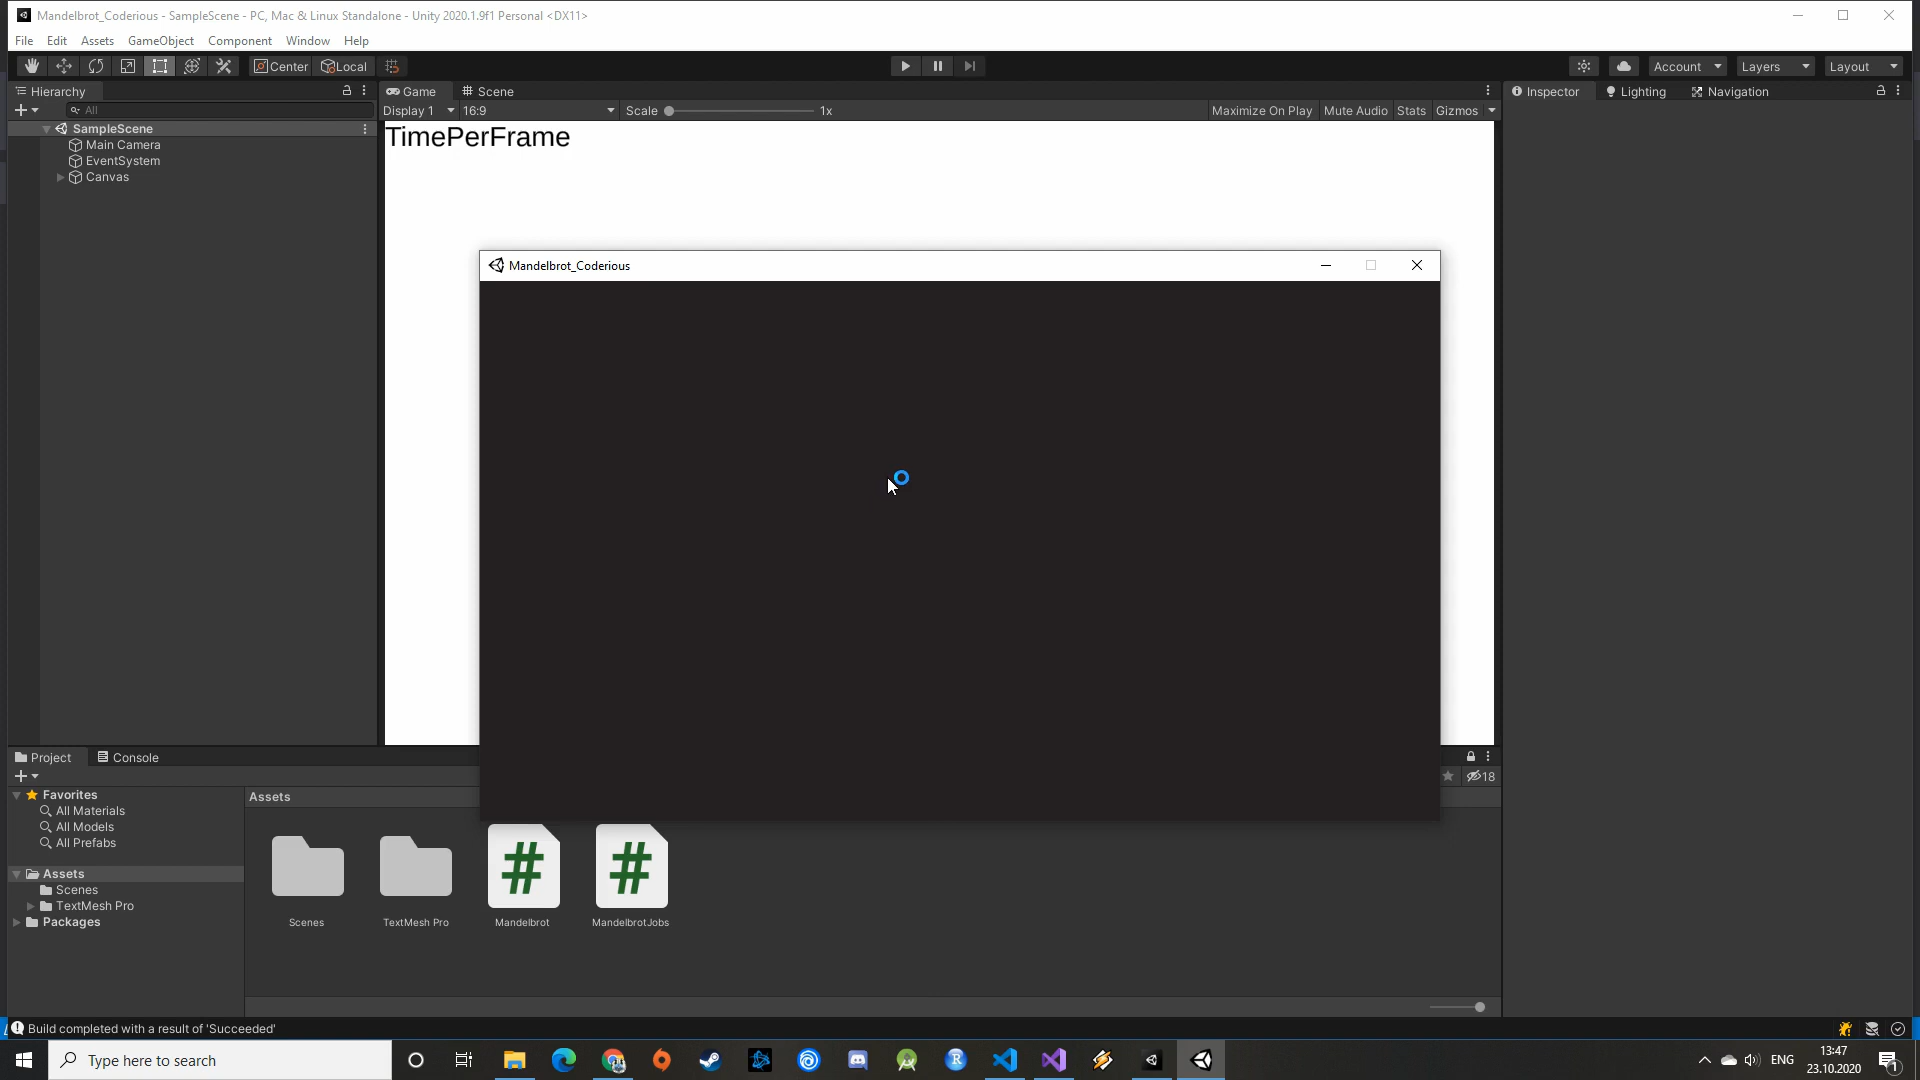 Mandelbrot_Coderious - SampleScene - PC, Mac & Linux Standalone - Unity 2020.1.9f1 Personal <DX11>
File Edit Assets GameObject Component Window Help
Center Local
Account Layers Layout
Hierarchy
All
SampleScene
Main Camera
EventSystem
Canvas
Game Scene
Display 1 16:9 Scale 1x Maximize On Play Mute Audio Stats Gizmos
TimePerFrame
Inspector Lighting Navigation
Mandelbrot_Coderious
Project Console
18
Favorites
All Materials
All Models
All Prefabs
Assets
Scenes
TextMesh Pro
Packages
Assets
Scenes TextMesh Pro Mandelbrot MandelbrotJobs
Build completed with a result of 'Succeeded'
Type here to search
ENG
13:47
23.10.2020
1